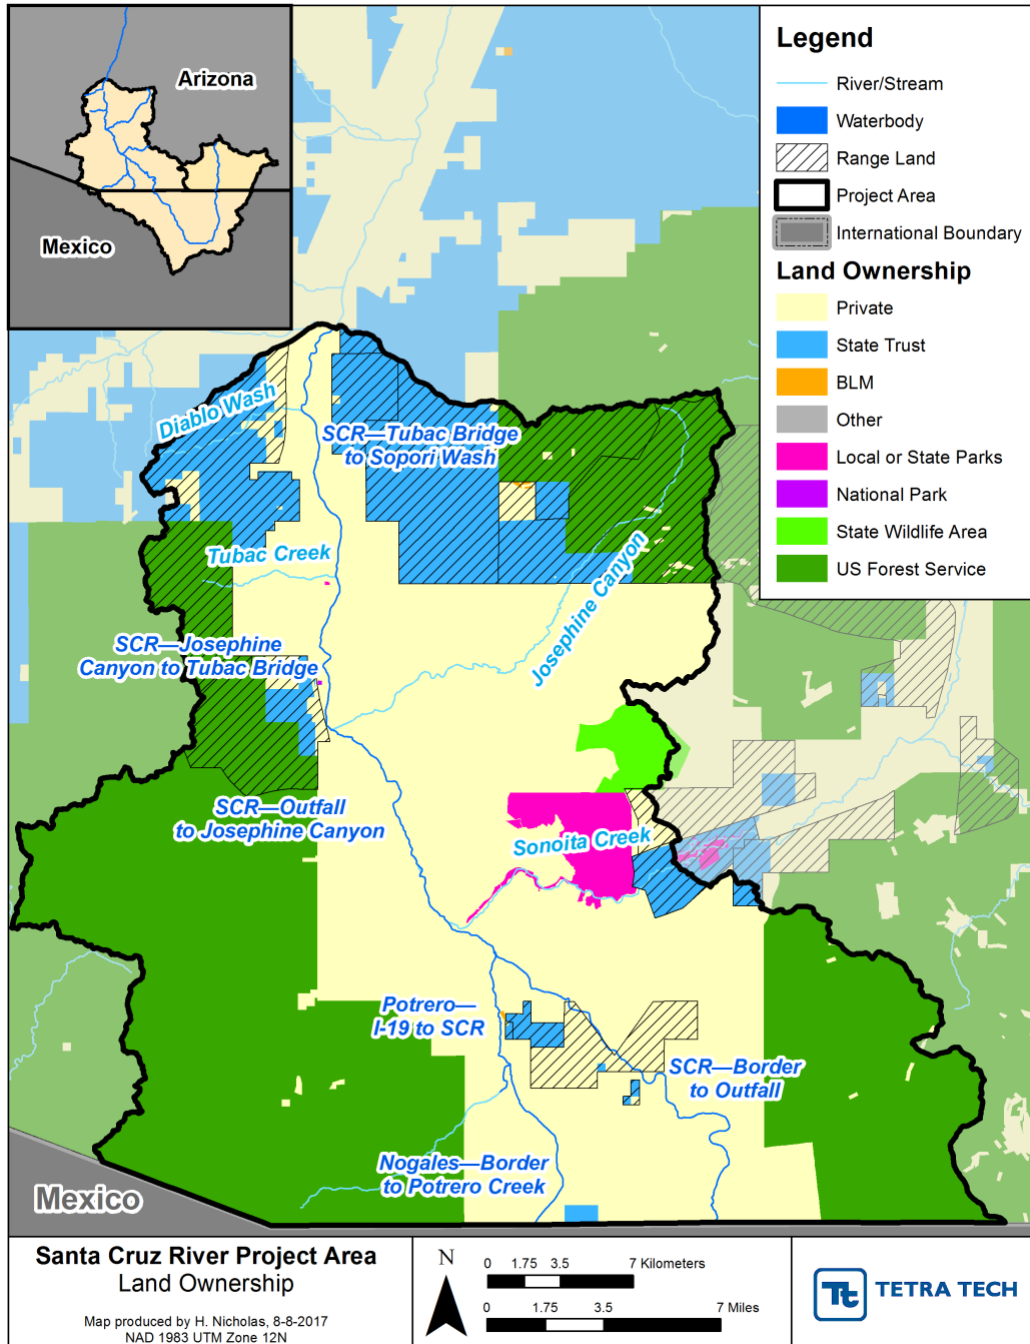 Arizona
Mexico
Legend
River/Stream
Waterbody
Range Land
Project Area
International Boundary
Land Ownership
Private
State Trust
BLM
Other
Local or State Parks
National Park
State Wildlife Area
US Forest Service
Diablo Wash
SCR—Tubac Bridge
to Sopori Wash
Tubac Creek
Josephine Canyon
SCR—Josephine
Canyon to Tubac Bridge
SCR—Outfall
to Josephine Canyon
Sonoita Creek
Potrero—
I-19 to SCR
SCR—Border
to Outfall
Nogales—Border
to Potrero Creek
Mexico
Santa Cruz River Project Area
Land Ownership
Map produced by H. Nicholas, 8-8-2017
NAD 1983 UTM Zone 12N
N
0 1.75 3.5 7 Kilometers
0 1.75 3.5 7 Miles
Tt TETRA TECH